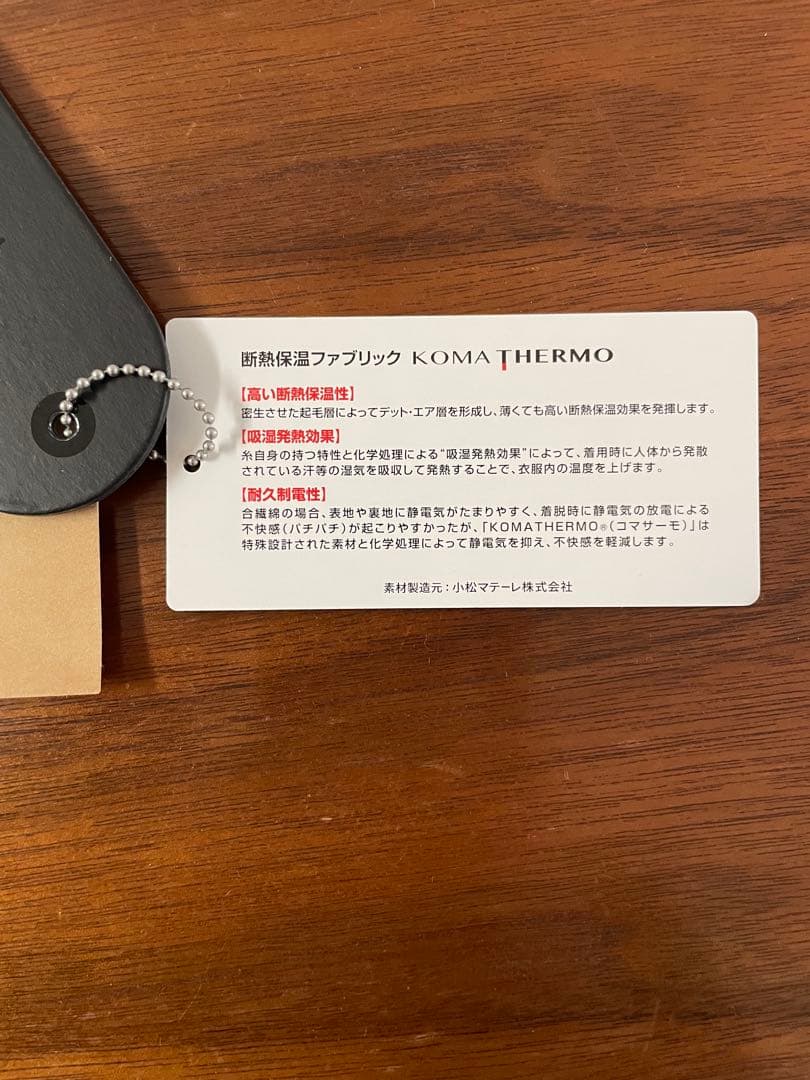 断熱保温ファブリック KOMATHERMO
【高い断熱保温性】
密生させた起毛層によってデット・エア層を形成し、薄くても高い断熱保温効果を発揮します。
【吸湿発熱効果】
糸自身の持つ特性と化学処理による“吸湿発熱効果”によって、着用時に人体から発散
されている汗等の湿気を吸収して発熱することで、衣服内の温度を上げます。
【耐久制電性】
合繊綿の場合、表地や裏地に静電気がたまりやすく、着脱時に静電気の放電による
不快感（パチパチ）が起こりやすかったが、「KOMATHERMO®（コマサーモ）」は
特殊設計された素材と化学処理によって静電気を抑え、不快感を軽減します。
素材製造元：小松マテーレ株式会社